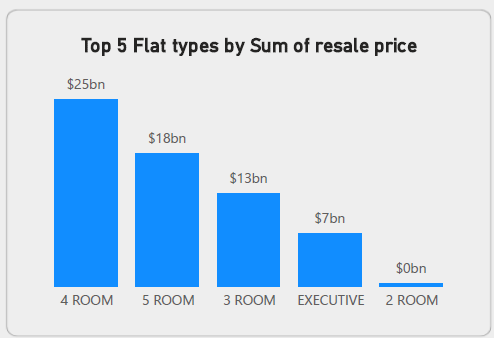 Top 5 Flat types by Sum of resale price
$25bn
$18bn
$13bn
$7bn
$0bn
4 ROOM 5 ROOM 3 ROOM EXECUTIVE 2 ROOM